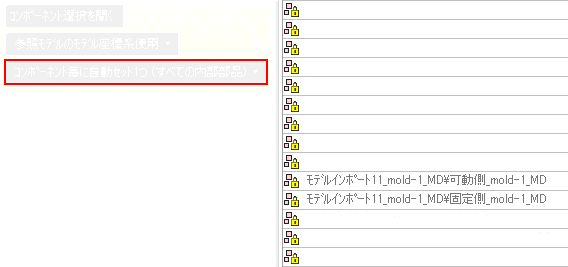 コンポーネント選択を開く
参照モデルのモデル座標系使用
コンポーネント毎に自動セット1つ(すべての内部部品)
モデルインポート11_mold-1_MD¥可動側_mold-1_MD
モデルインポート11_mold-1_MD¥固定側_mold-1_MD